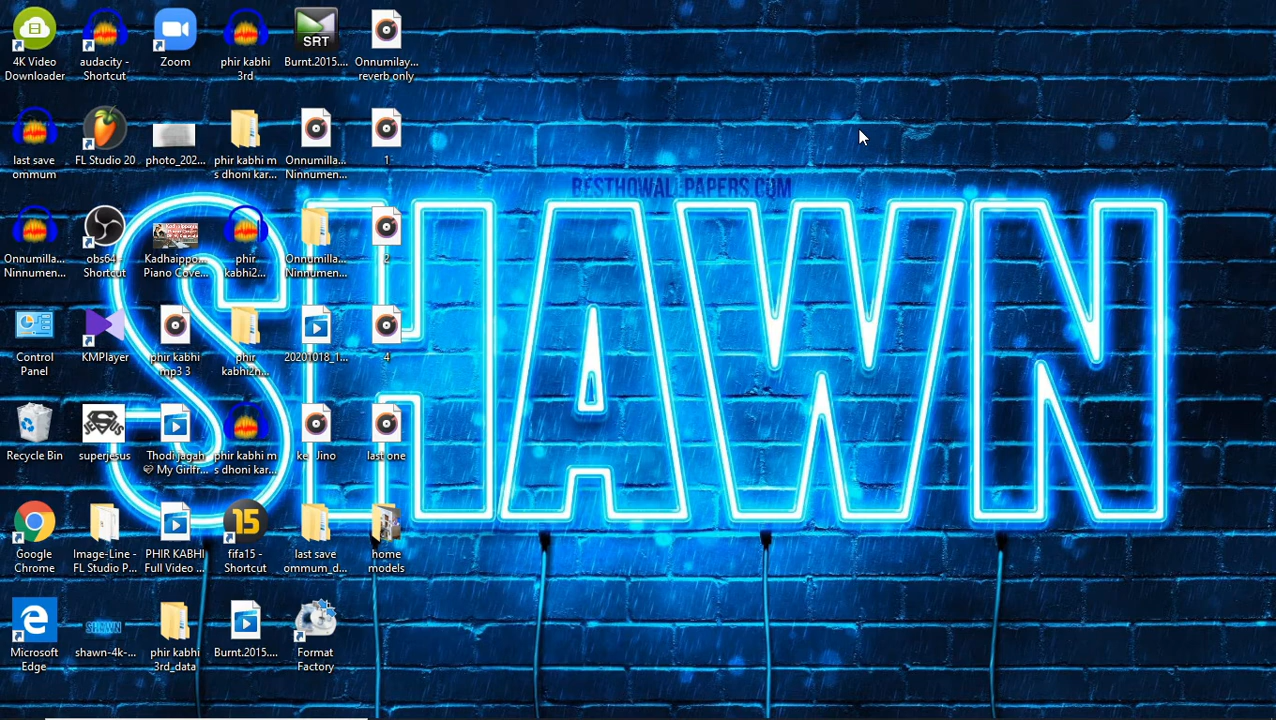 4K Video
Downloader
audacity -
Shortcut
Zoom
phir kabhi
3rd
SRT
Burnt.2015....
Onnumilay...
reverb only
last save
ommum
FL Studio 20
photo_202...
phir kabhi m
s dhoni kar...
Onnumilla...
Ninnumen...
1
BESTHQWALLPAPERS.COM
SHAWN
Onnumilla...
Ninnumen...
obs64 -
Shortcut
Kadhaippo...
Piano Cove...
phir
kabhi2...
Onnumilla...
Ninnumen...
2
Control
Panel
KMPlayer
phir kabhi
mp3 3
phir
kabhi2n...
20201018_1...
4
Recycle Bin
superjesus
Thodi Jagah
My Girlfr...
phir kabhi m
s dhoni kar...
ke Jino
last one
Google
Chrome
Image-Line -
FL Studio P...
PHIR KABHI
Full Video ...
15
fifa15 -
Shortcut
last save
ommum_d...
home
models
Microsoft
Edge
SHAWN
shawn-4k-...
phir kabhi
3rd_data
Burnt.2015....
Format
Factory